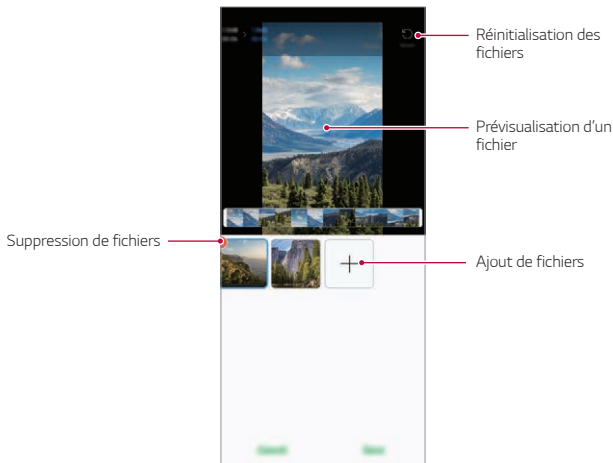 Réinitialisation des
fichiers
Prévisualisation d'un
fichier
Suppression de fichiers
Ajout de fichiers